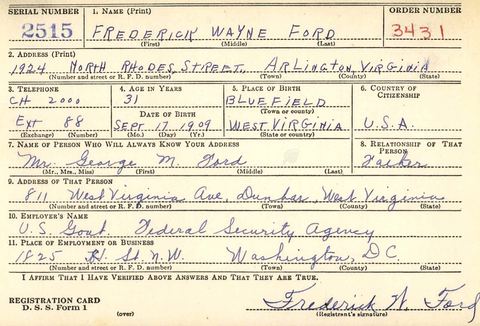 SERIAL NUMBER 1. NAME (Print) ORDER NUMBER
2515 FREDERICK WAYNE FORD 3431
(First) (Middle) (Last)
2. ADDRESS (Print)
1924 NORTH RHODES, STREET, ARLINGTON, VIRGINIA
(Number and street or R. F. D. number) (Town) (County) (State)
3. TELEPHONE 4. AGE IN YEARS 5. PLACE OF BIRTH 6. COUNTRY OF CITIZENSHIP
CH 2000 31 BLUEFIELD
DATE OF BIRTH (Town or county)
EXT 88 SEPT 17 1909 WEST VIRGINIA U.S.A.
(Exchange) (Number) (Mo.) (Day) (Yr.) (State or country)
7. NAME OF PERSON WHO WILL ALWAYS KNOW YOUR ADDRESS 8. RELATIONSHIP OF THAT PERSON
Mr. George M. Ford Father
(Mr., Mrs., Miss) (First) (Middle) (Last)
9. ADDRESS OF THAT PERSON
811 West Virginia Ave, Dunbar, West Virginia
(Number and street or R. F. D. number) (Town) (County) (State)
10. EMPLOYER'S NAME
U.S. Govt. Federal Security Agency
11. PLACE OF EMPLOYMENT OR BUSINESS
1825 H St. N.W. Washington, D.C.
(Number and street or R. F. D. number) (Town) (County) (State)
I AFFIRM THAT I HAVE VERIFIED ABOVE ANSWERS AND THAT THEY ARE TRUE.
REGISTRATION CARD
D. S. S. Form 1 (over) Frederick W. Ford
(Registrant's signature)